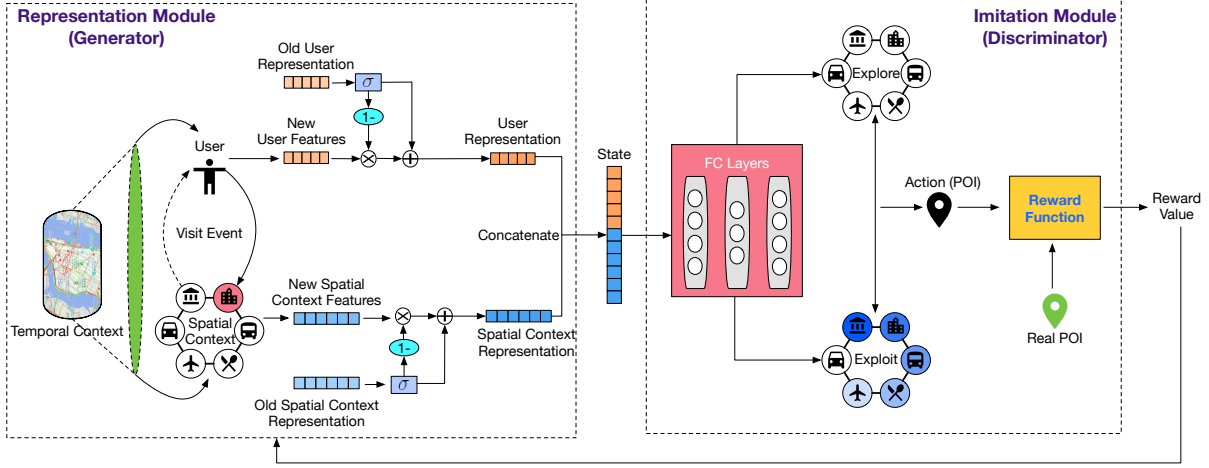 Representation Module
(Generator)
Old User
Representation
σ
1-
New
User Features
User
User
Representation
Visit Event
Temporal Context
Spatial
Context
New Spatial
Context Features
1-
σ
Old Spatial Context
Representation
Spatial Context
Representation
Concatenate
State
Imitation Module
(Discriminator)
Explore
FC Layers
Action (POI)
Reward
Function
Reward
Value
Exploit
Real POI